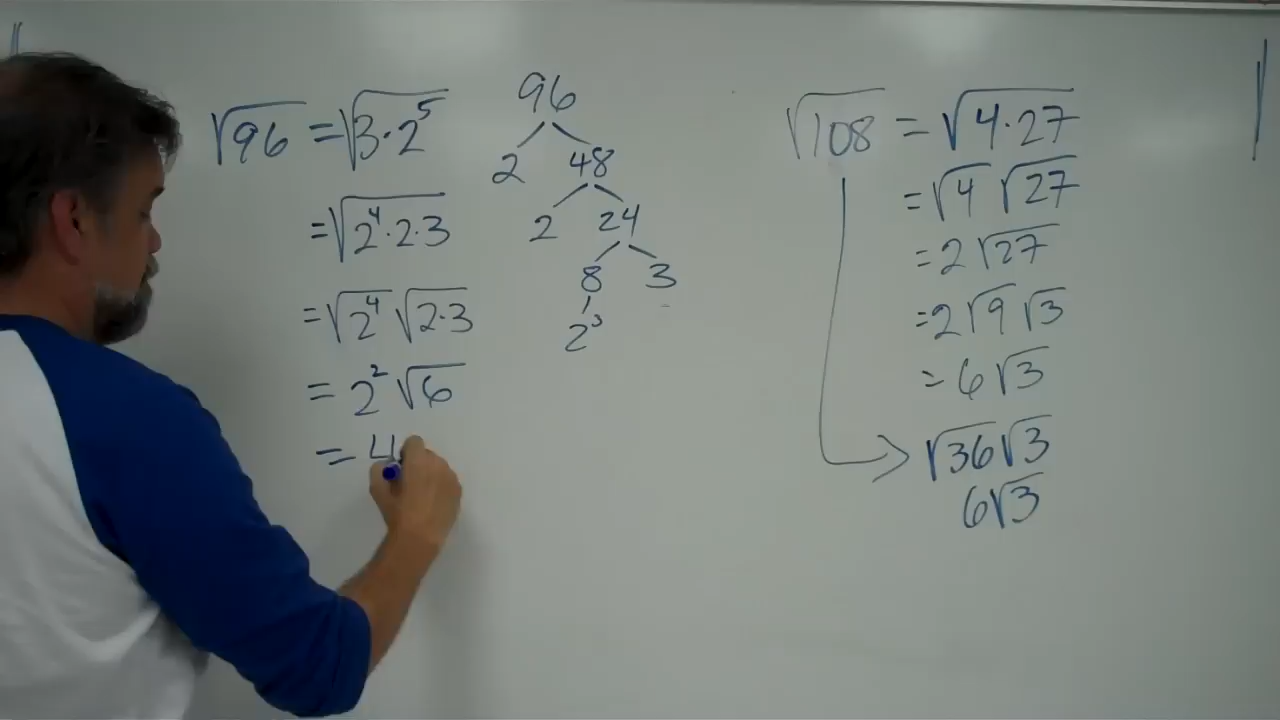 √96 = √3·2⁵
= √2⁴·2·3
= √2⁴ √2·3
= 2² √6
= 4
96
2 48
2 24
8 3
2³
√108 = √4·27
= √4 √27
= 2√27
= 2√9 √3
= 6√3
√36√3
6√3